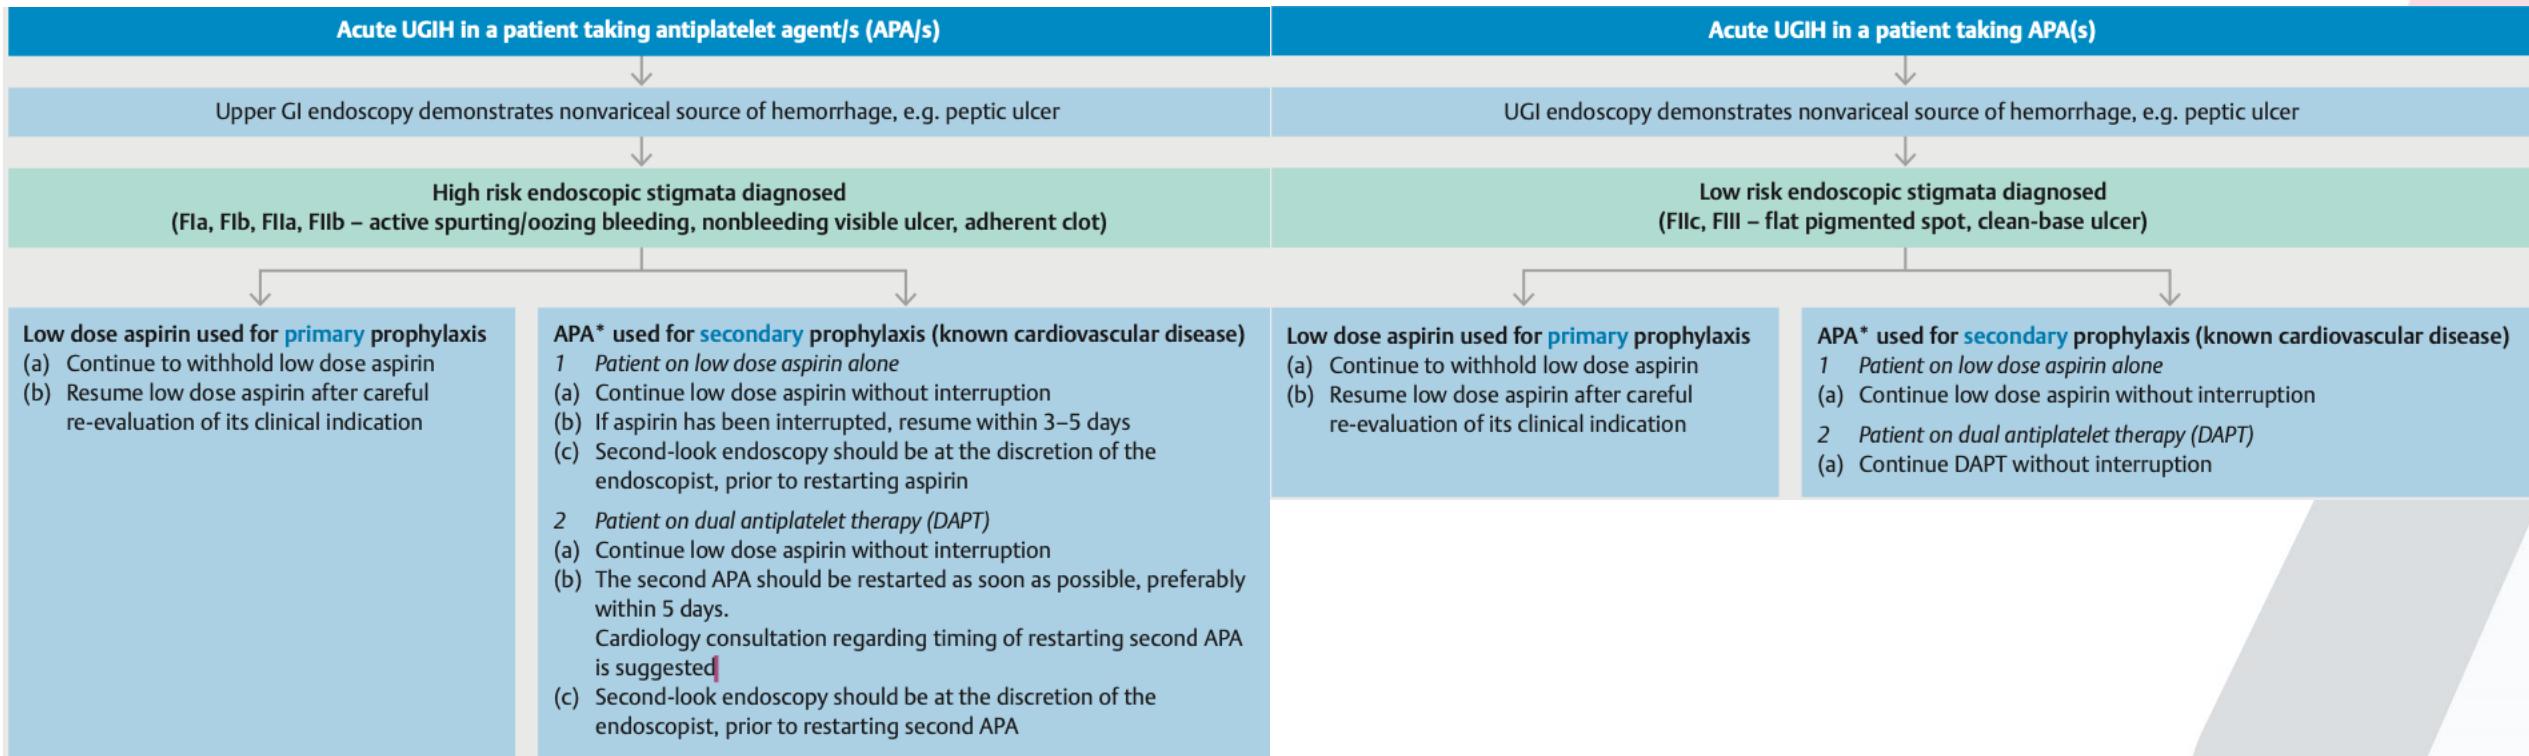 Acute UGIH in a patient taking antiplatelet agent/s (APA/s)
Upper GI endoscopy demonstrates nonvariceal source of hemorrhage, e.g. peptic ulcer
High risk endoscopic stigmata diagnosed
(FIa, FIb, FIIa, FIIb – active spurting/oozing bleeding, nonbleeding visible ulcer, adherent clot)
Low dose aspirin used for primary prophylaxis
(a) Continue to withhold low dose aspirin
(b) Resume low dose aspirin after careful
re-evaluation of its clinical indication
APA* used for secondary prophylaxis (known cardiovascular disease)
1 Patient on low dose aspirin alone
(a) Continue low dose aspirin without interruption
(b) If aspirin has been interrupted, resume within 3–5 days
(c) Second-look endoscopy should be at the discretion of the
endoscopist, prior to restarting aspirin
2 Patient on dual antiplatelet therapy (DAPT)
(a) Continue low dose aspirin without interruption
(b) The second APA should be restarted as soon as possible, preferably
within 5 days.
Cardiology consultation regarding timing of restarting second APA
is suggested
(c) Second-look endoscopy should be at the discretion of the
endoscopist, prior to restarting second APA
Acute UGIH in a patient taking APA(s)
UGI endoscopy demonstrates nonvariceal source of hemorrhage, e.g. peptic ulcer
Low risk endoscopic stigmata diagnosed
(FIIc, FIII – flat pigmented spot, clean-base ulcer)
Low dose aspirin used for primary prophylaxis
(a) Continue to withhold low dose aspirin
(b) Resume low dose aspirin after careful
re-evaluation of its clinical indication
APA* used for secondary prophylaxis (known cardiovascular disease)
1 Patient on low dose aspirin alone
(a) Continue low dose aspirin without interruption
2 Patient on dual antiplatelet therapy (DAPT)
(a) Continue DAPT without interruption